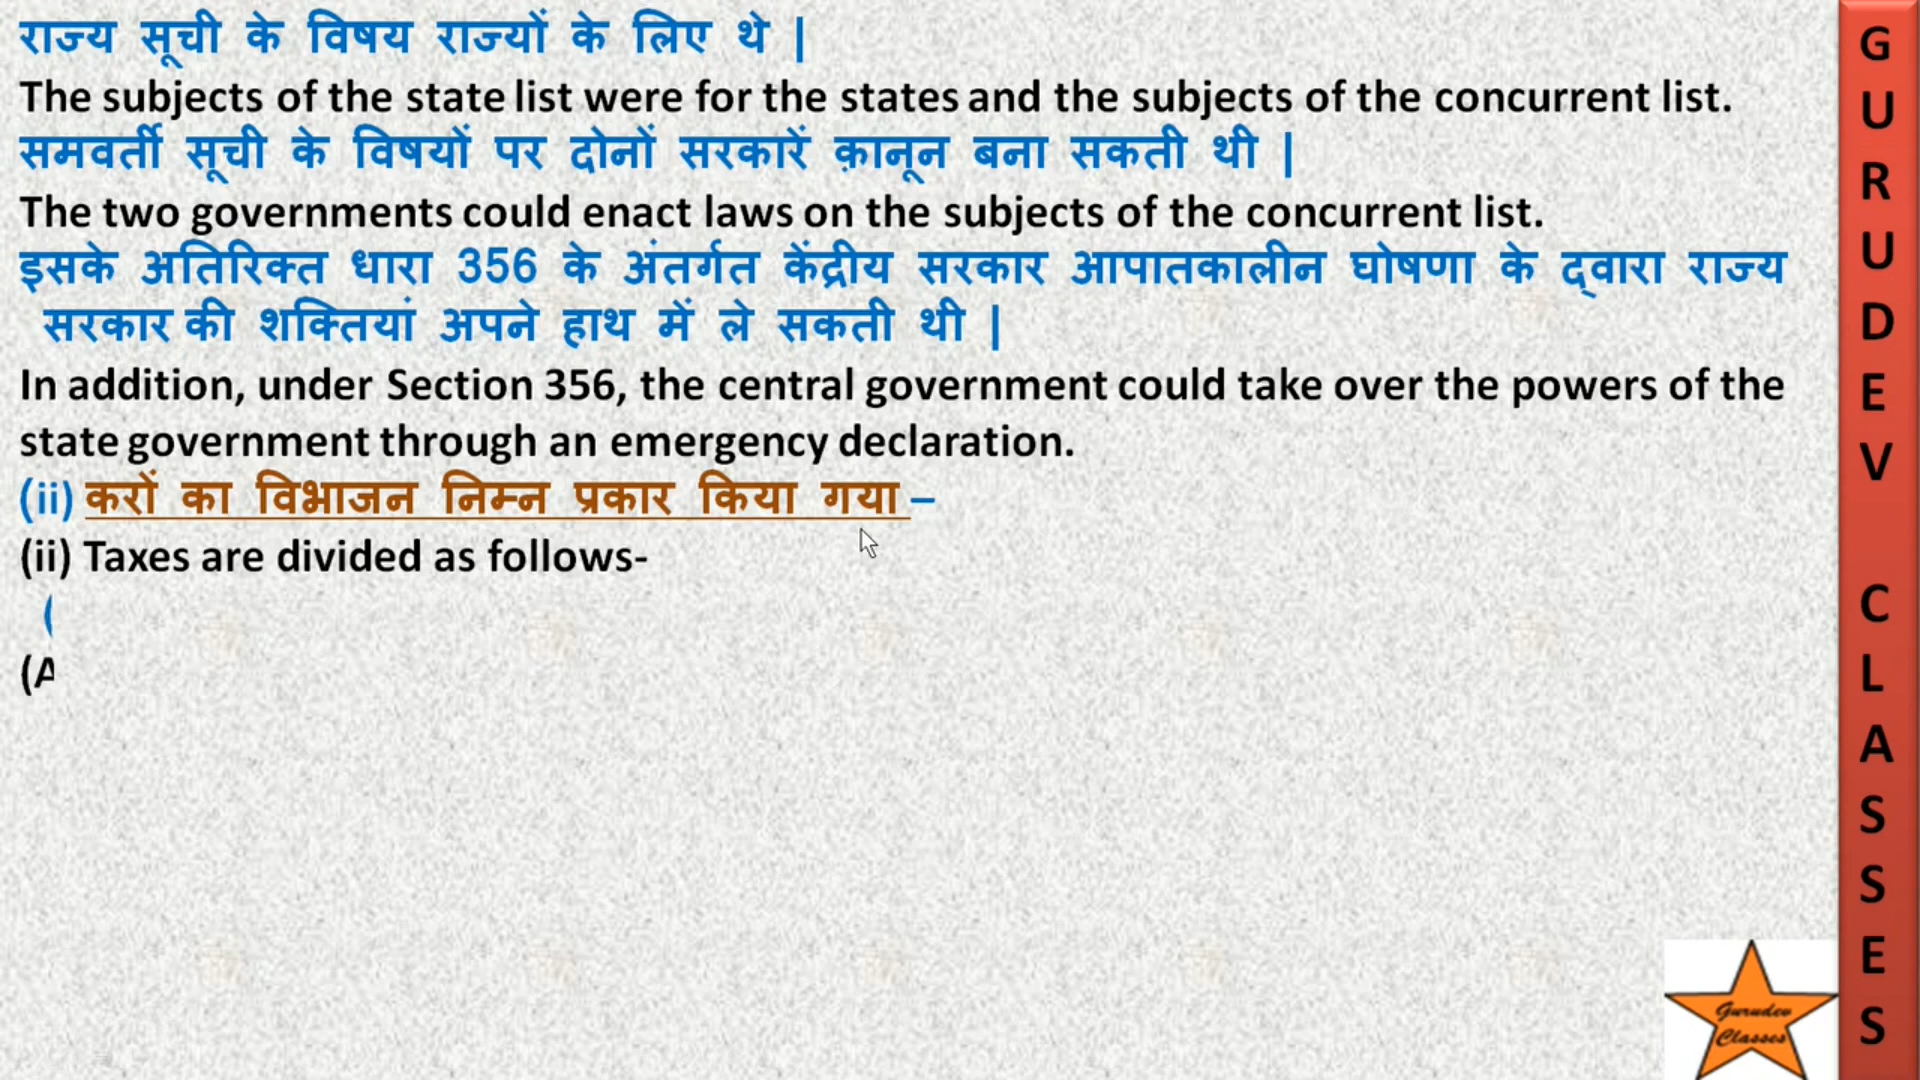 राज्य सूची के विषय राज्यों के लिए थे |
The subjects of the state list were for the states and the subjects of the concurrent list.
समवर्ती सूची के विषयों पर दोनों सरकारें क़ानून बना सकती थी |
The two governments could enact laws on the subjects of the concurrent list.
इसके अतिरिक्त धारा 356 के अंतर्गत केंद्रीय सरकार आपातकालीन घोषणा के द्वारा राज्य
सरकार की शक्तियां अपने हाथ में ले सकती थी |
In addition, under Section 356, the central government could take over the powers of the
state government through an emergency declaration.
(ii) करों का विभाजन निम्न प्रकार किया गया –
(ii) Taxes are divided as follows-
(
(A
GURUDEV CLASSES
Gurudev
Classes